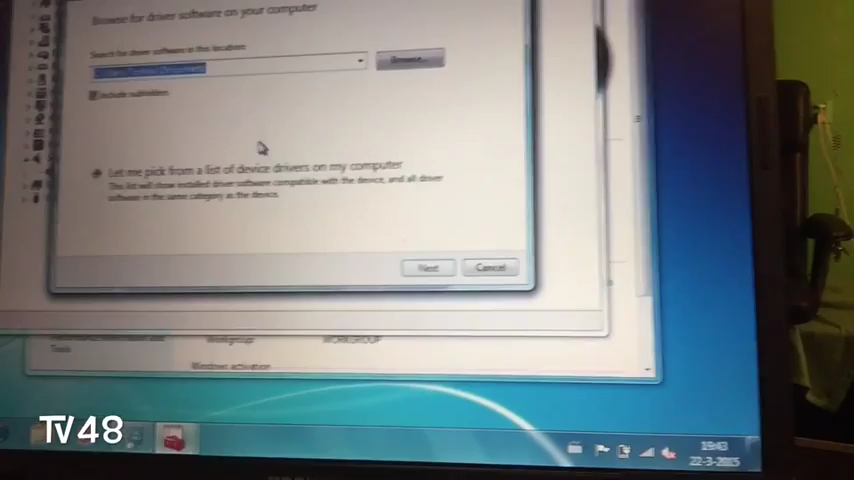 Browse for driver software on your computer
Search for driver software in this location:
Browse...
Include subfolders
Let me pick from a list of device drivers on my computer
This list will show installed driver software compatible with the device, and all driver
software in the same category as the device.
Next
Cancel
Tools
Workgroup:
WORKGROUP
Windows activation
TV48
19:43
22-3-2015